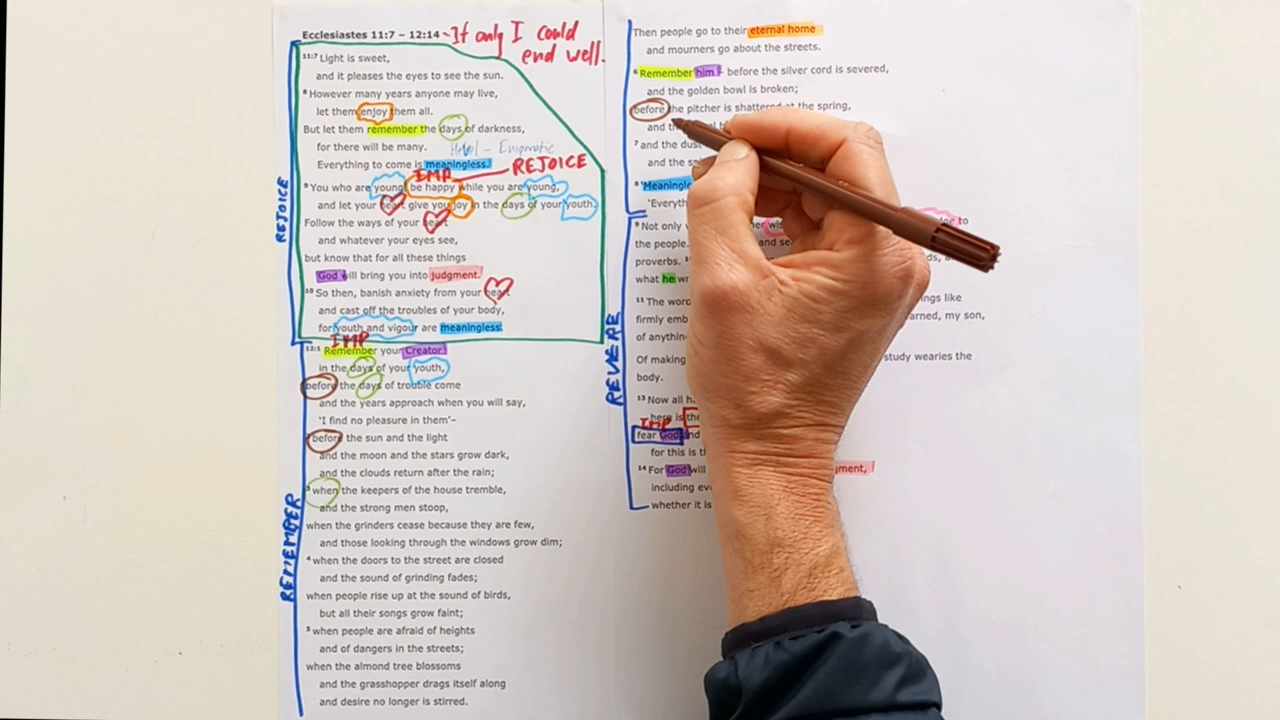 Ecclesiastes 11:7 – 12:14 - If only I could
end well.
11:7 Light is sweet,
and it pleases the eyes to see the sun.
8 However many years anyone may live,
let them enjoy them all.
But let them remember the days of darkness,
for there will be many. Hevel - Enigmatic
Everything to come is meaningless.
IMP REJOICE
9 You who are young, be happy while you are young,
and let your heart give you joy in the days of your youth.
Follow the ways of your heart
and whatever your eyes see,
but know that for all these things
God will bring you into judgment.
10 So then, banish anxiety from your heart
and cast off the troubles of your body,
for youth and vigour are meaningless.
REJOICE
IMP
12:1 Remember your Creator
in the days of your youth,
before the days of trouble come
and the years approach when you will say,
'I find no pleasure in them'–
before the sun and the light
and the moon and the stars grow dark,
and the clouds return after the rain;
3 when the keepers of the house tremble,
and the strong men stoop,
when the grinders cease because they are few,
and those looking through the windows grow dim;
4 when the doors to the street are closed
and the sound of grinding fades;
when people rise up at the sound of birds,
but all their songs grow faint;
5 when people are afraid of heights
and of dangers in the streets;
when the almond tree blossoms
and the grasshopper drags itself along
and desire no longer is stirred.
REMEMBER
Then people go to their eternal home
and mourners go about the streets.
6 Remember him – before the silver cord is severed,
and the golden bowl is broken;
before the pitcher is shattered at the spring,
and
7 and the dust
and the
8 'Meaningle
'Everyth
9 Not only to
the people. and
proverbs.
what he
11 The word ings like
firmly emb arned, my son,
of anythin
Of making study wearies the
body.
13 Now all h
here is the
IMP
fear God and
for this is t
14 For God will gment,
including ev
whether it is
REVERE